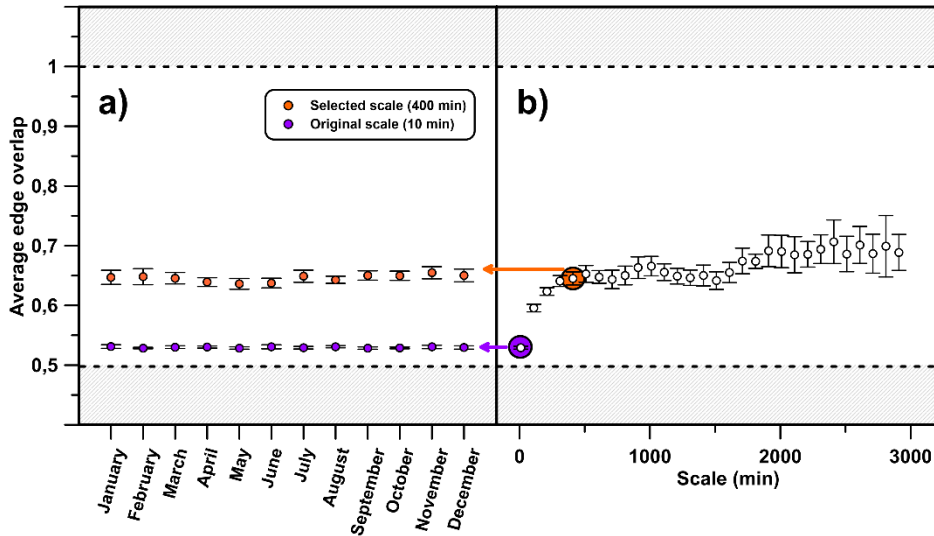 Average edge overlap
1
0,9
0,8
0,7
0,6
0,5
a)
Selected scale (400 min)
Original scale (10 min)
b)
January
February
March
April
May
June
July
August
September
October
November
December
0
1000
2000
3000
Scale (min)